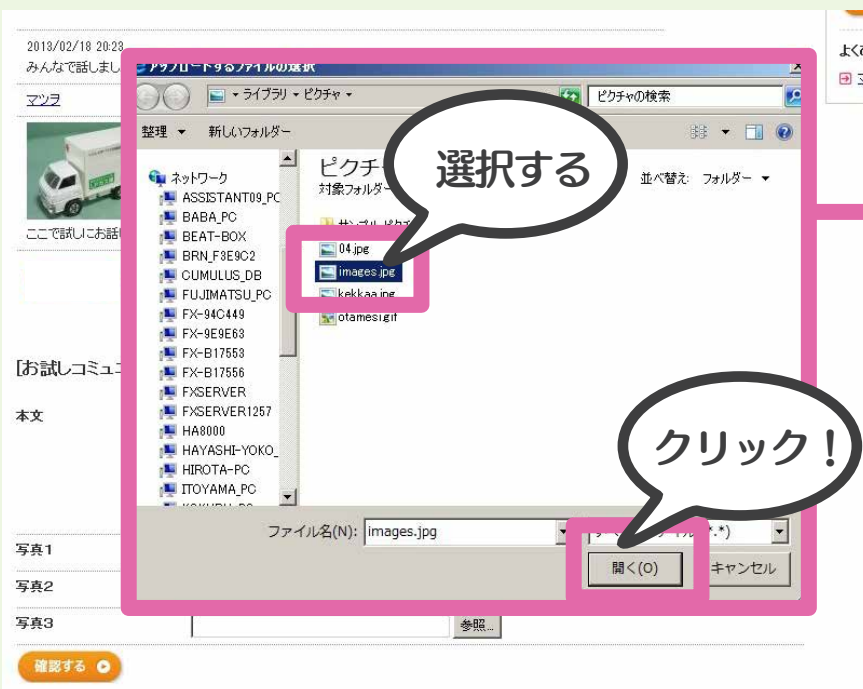 2013/02/18 20:23
みんなで話しまし
マツヲ
ここで試しにお話
[お試しコミュニ
本文
写真1
写真2
写真3
参照...
確認する
アップロードするファイルの選択
ライブラリ ▾ ピクチャ ▾
ピクチャの検索
整理 ▼ 新しいフォルダー
ネットワーク
ASSISTANT09_PC
BABA_PC
BEAT-BOX
BRN_F3E9C2
CUMULUS_DB
FUJIMATSU_PC
FX-94C449
FX-9E9E63
FX-B17553
FX-B17556
FXSERVER
FXSERVER1257
HA8000
HAYASHI-YOKO_
HIROTA-PC
ITOYAMA_PC
ピクチャ
対象フォルダー
並べ替え: フォルダー ▼
04.jpg
images.jpg
kekkaa.jpg
otamesi.gif
選択する
クリック！
ファイル名(N): images.jpg
*.*)
開く(O)
キャンセル